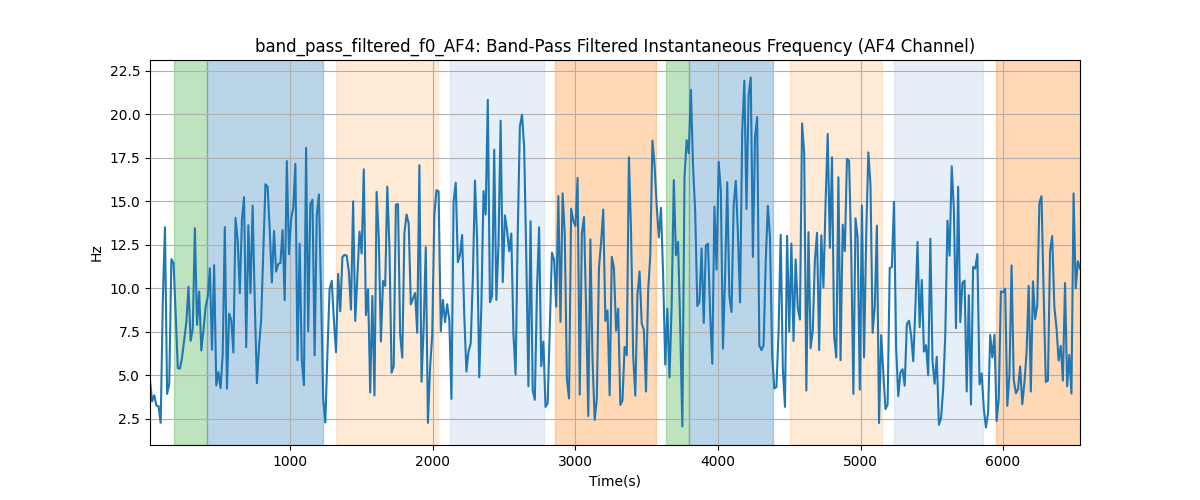 band_pass_filtered_f0_AF4: Band-Pass Filtered Instantaneous Frequency (AF4 Channel)
22.5
20.0
17.5
15.0
12.5
10.0
7.5
5.0
2.5
Hz
1000 2000 3000 4000 5000 6000
Time(s)